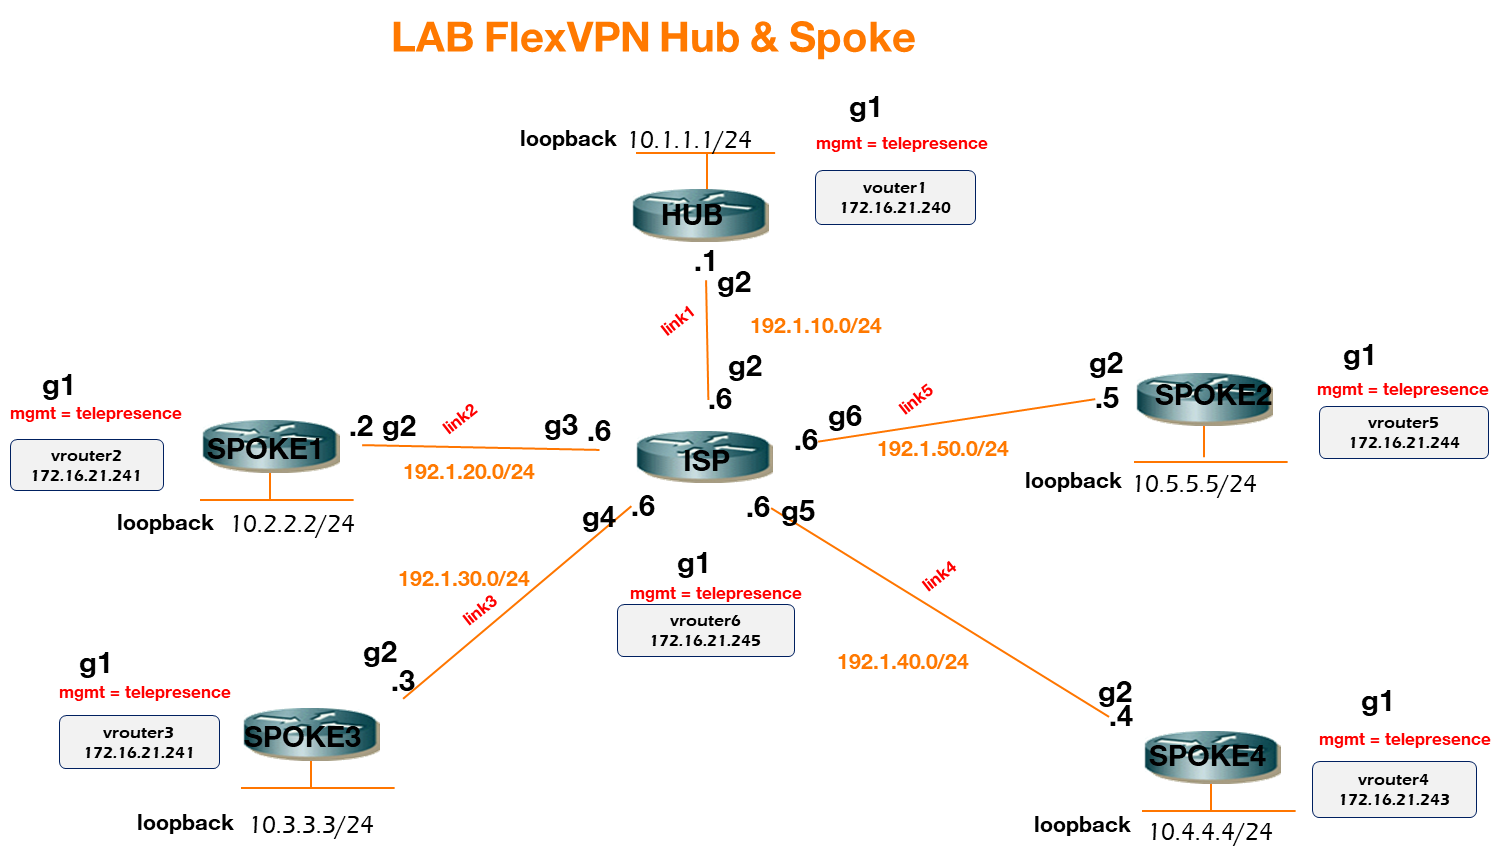 LAB FlexVPN Hub & Spoke
g1
loopback 10.1.1.1/24
mgmt = telepresence
vouter1
172.16.21.240
HUB
.1
g2
link1
192.1.10.0/24
g2
.6
g1
mgmt = telepresence
vrouter2
172.16.21.241
SPOKE1
.2 g2
link2
g3 .6
192.1.20.0/24
loopback 10.2.2.2/24
ISP
.6
g6
link5
192.1.50.0/24
g2
.5
SPOKE2
g1
mgmt = telepresence
vrouter5
172.16.21.244
loopback 10.5.5.5/24
g4 .6
.6 g5
g1
mgmt = telepresence
vrouter6
172.16.21.245
192.1.30.0/24
link3
g2
.3
g1
mgmt = telepresence
vrouter3
172.16.21.241
SPOKE3
loopback 10.3.3.3/24
link4
192.1.40.0/24
g2
.4
SPOKE4
g1
mgmt = telepresence
vrouter4
172.16.21.243
loopback 10.4.4.4/24